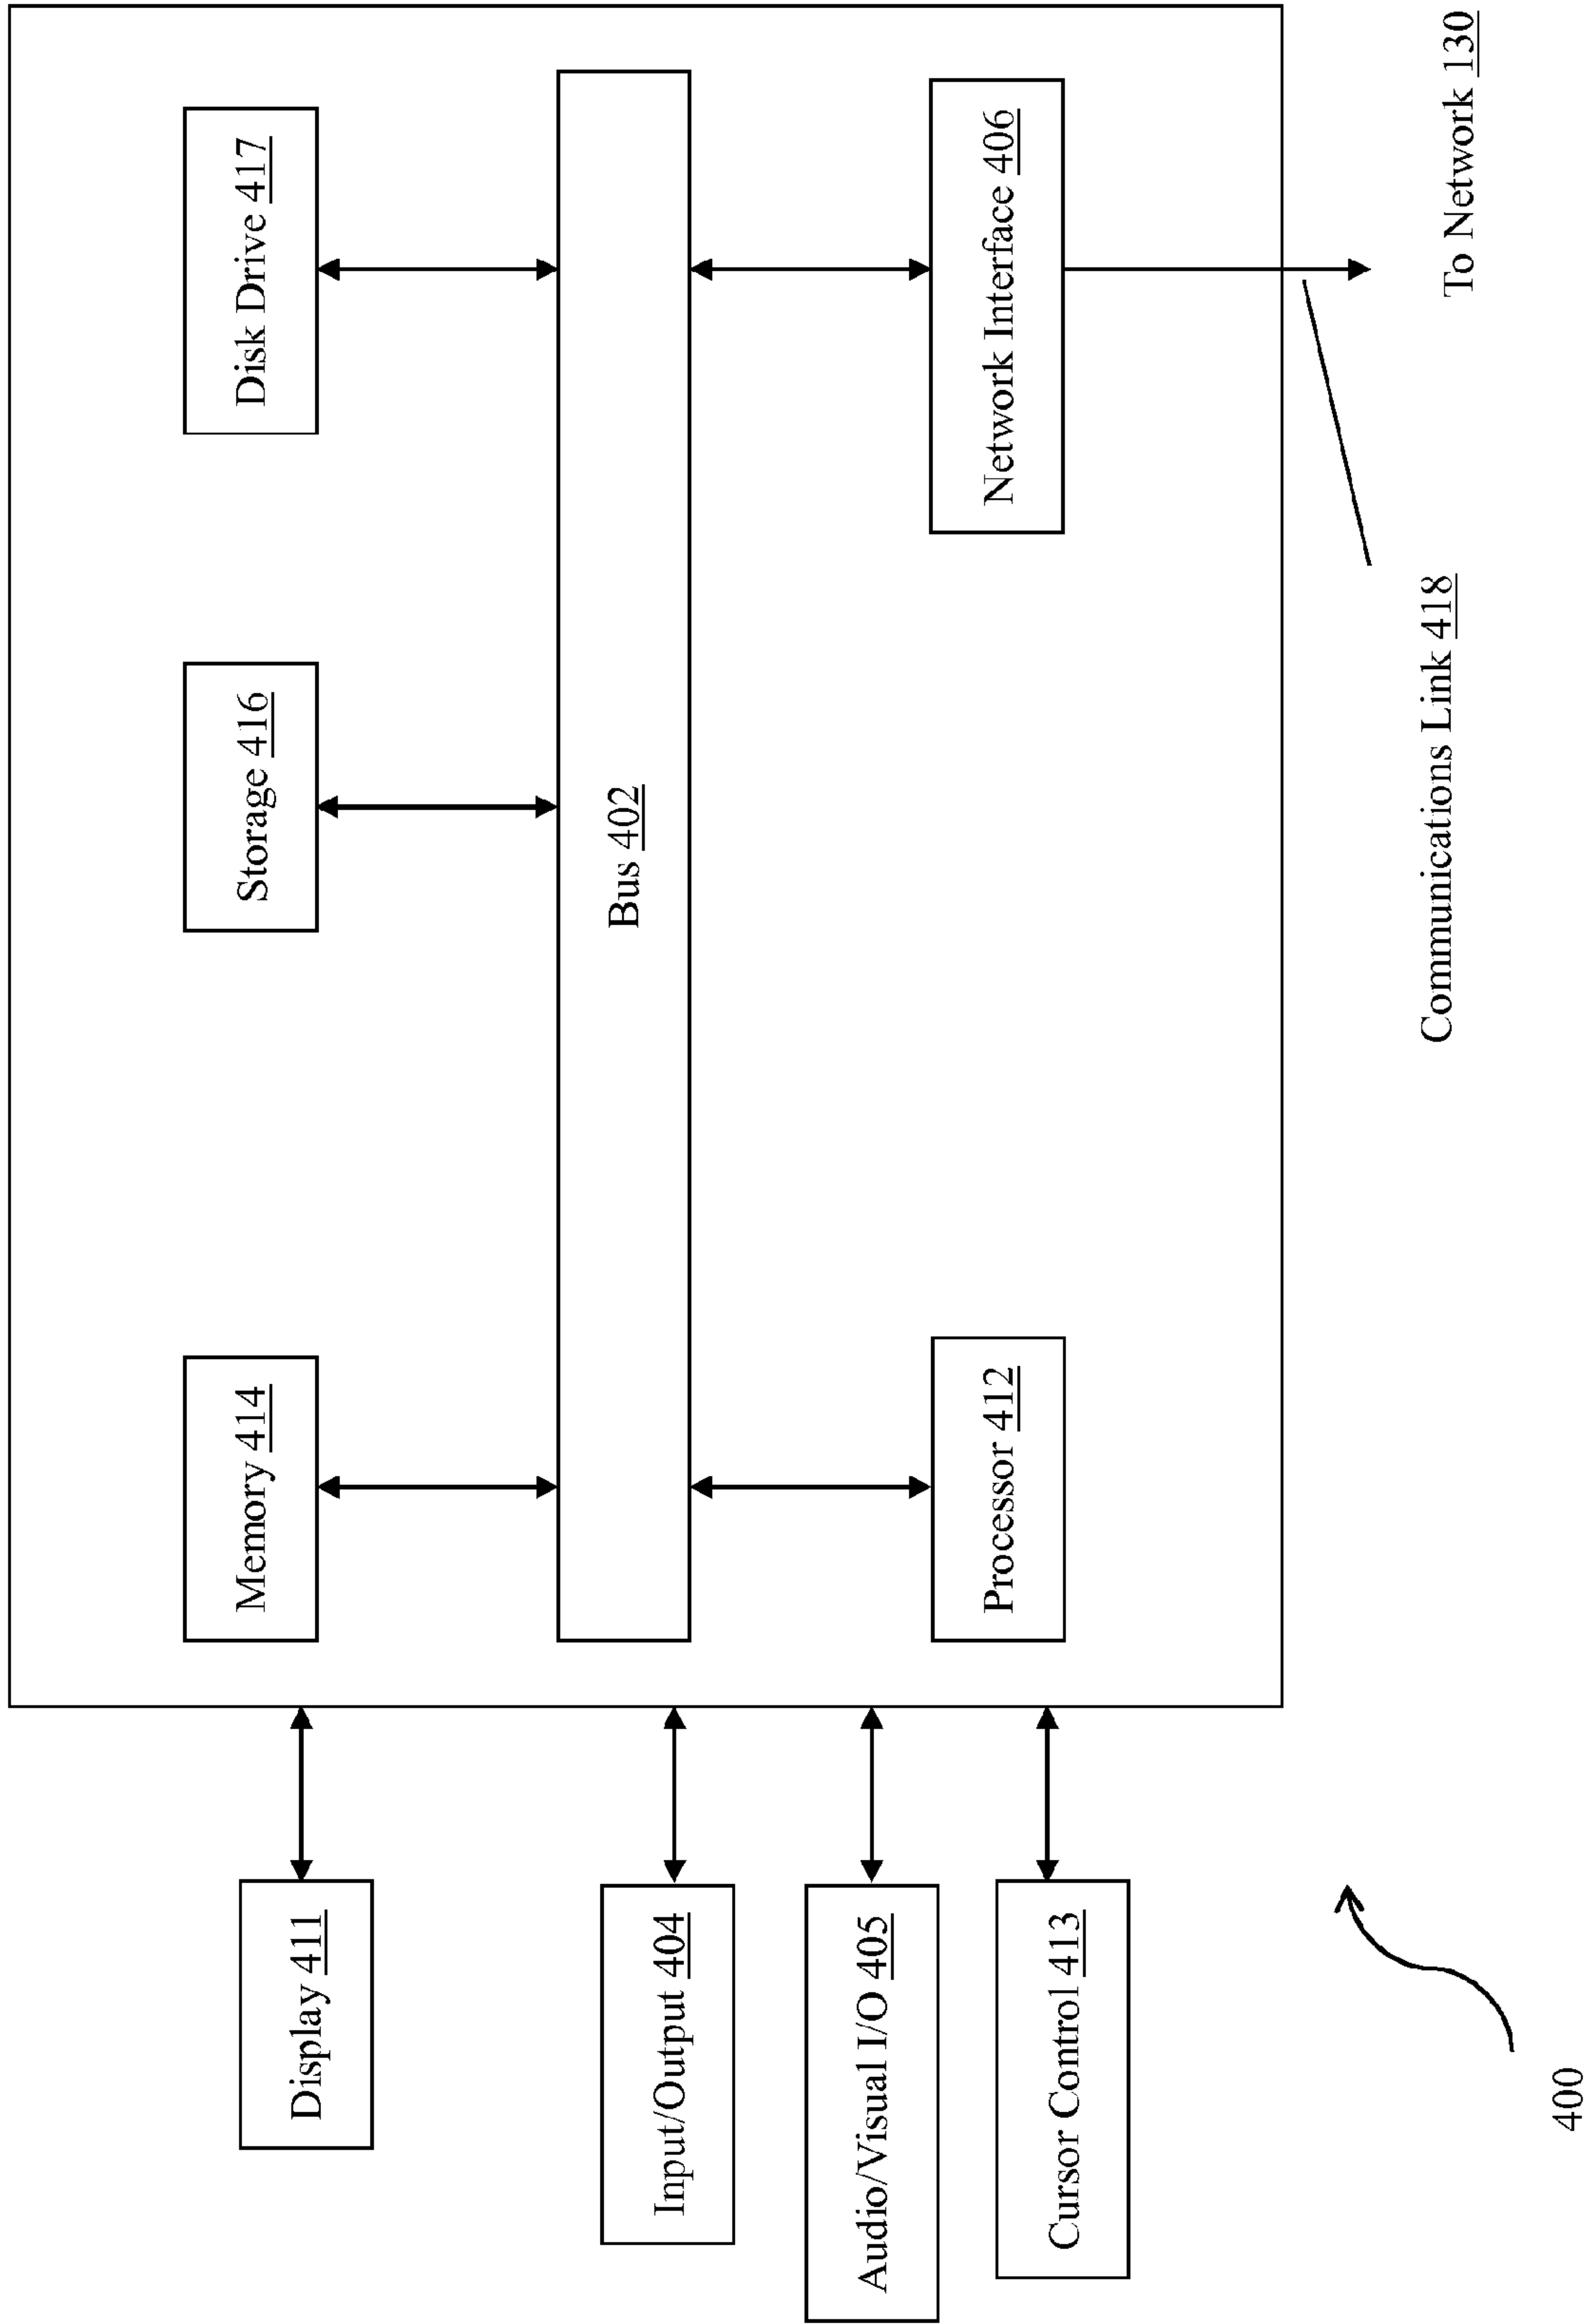 Memory 414
Storage 416
Disk Drive 417
Display 411
Bus 402
Input/Output 404
Audio/Visual I/O 405
Processor 412
Network Interface 406
Cursor Control 413
Communications Link 418
To Network 130
400